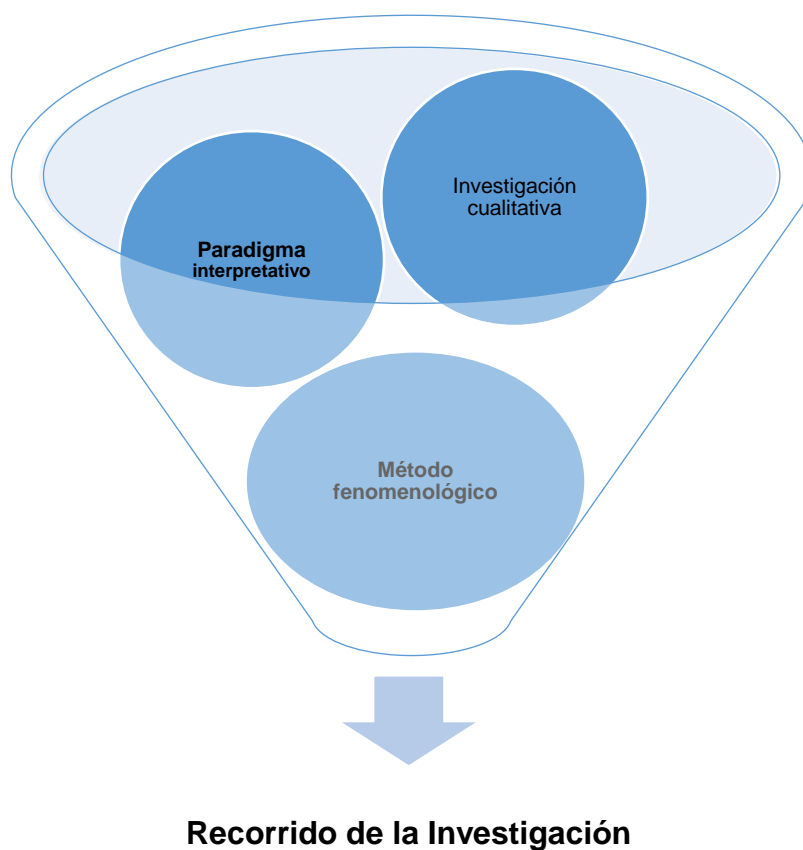 Investigación
cualitativa
Paradigma
interpretativo
Método
fenomenológico
Recorrido de la Investigación